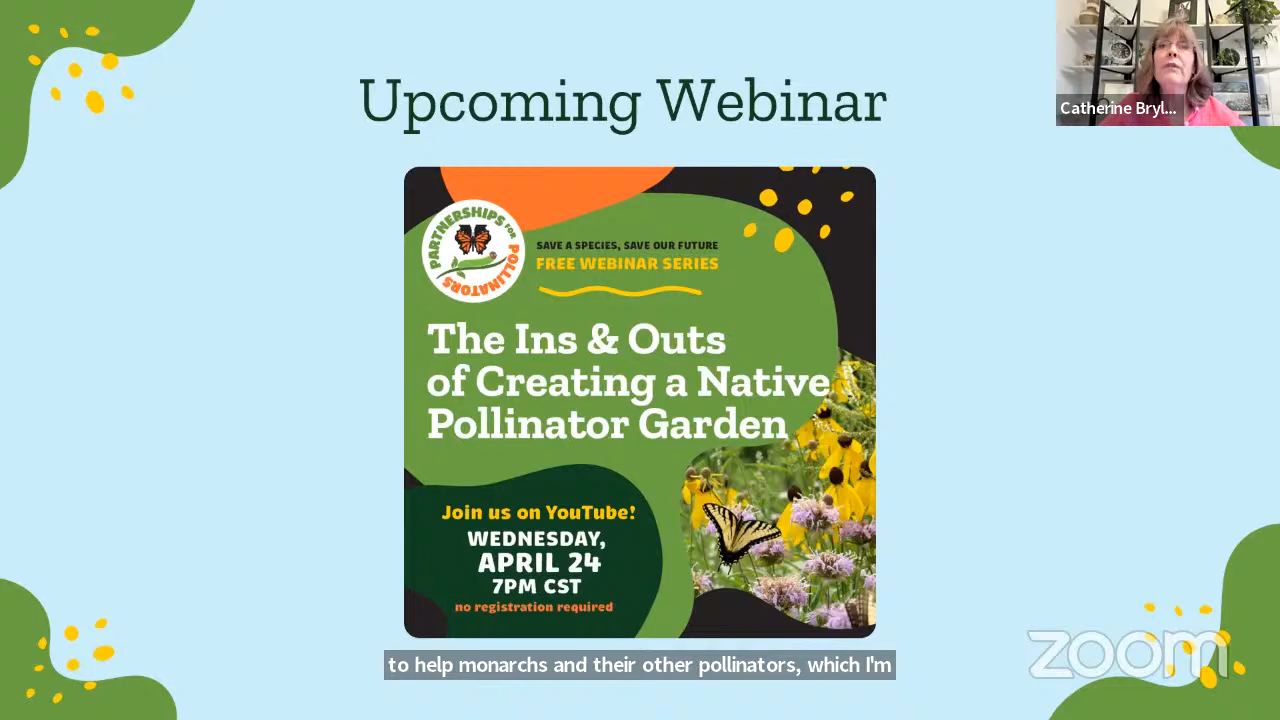 Upcoming Webinar
Catherine Bryl...
PARTNERSHIPS FOR POLLINATORS
SAVE A SPECIES, SAVE OUR FUTURE
FREE WEBINAR SERIES
The Ins & Outs
of Creating a Native
Pollinator Garden
Join us on YouTube!
WEDNESDAY,
APRIL 24
7PM CST
no registration required
to help monarchs and their other pollinators, which I'm
zoom